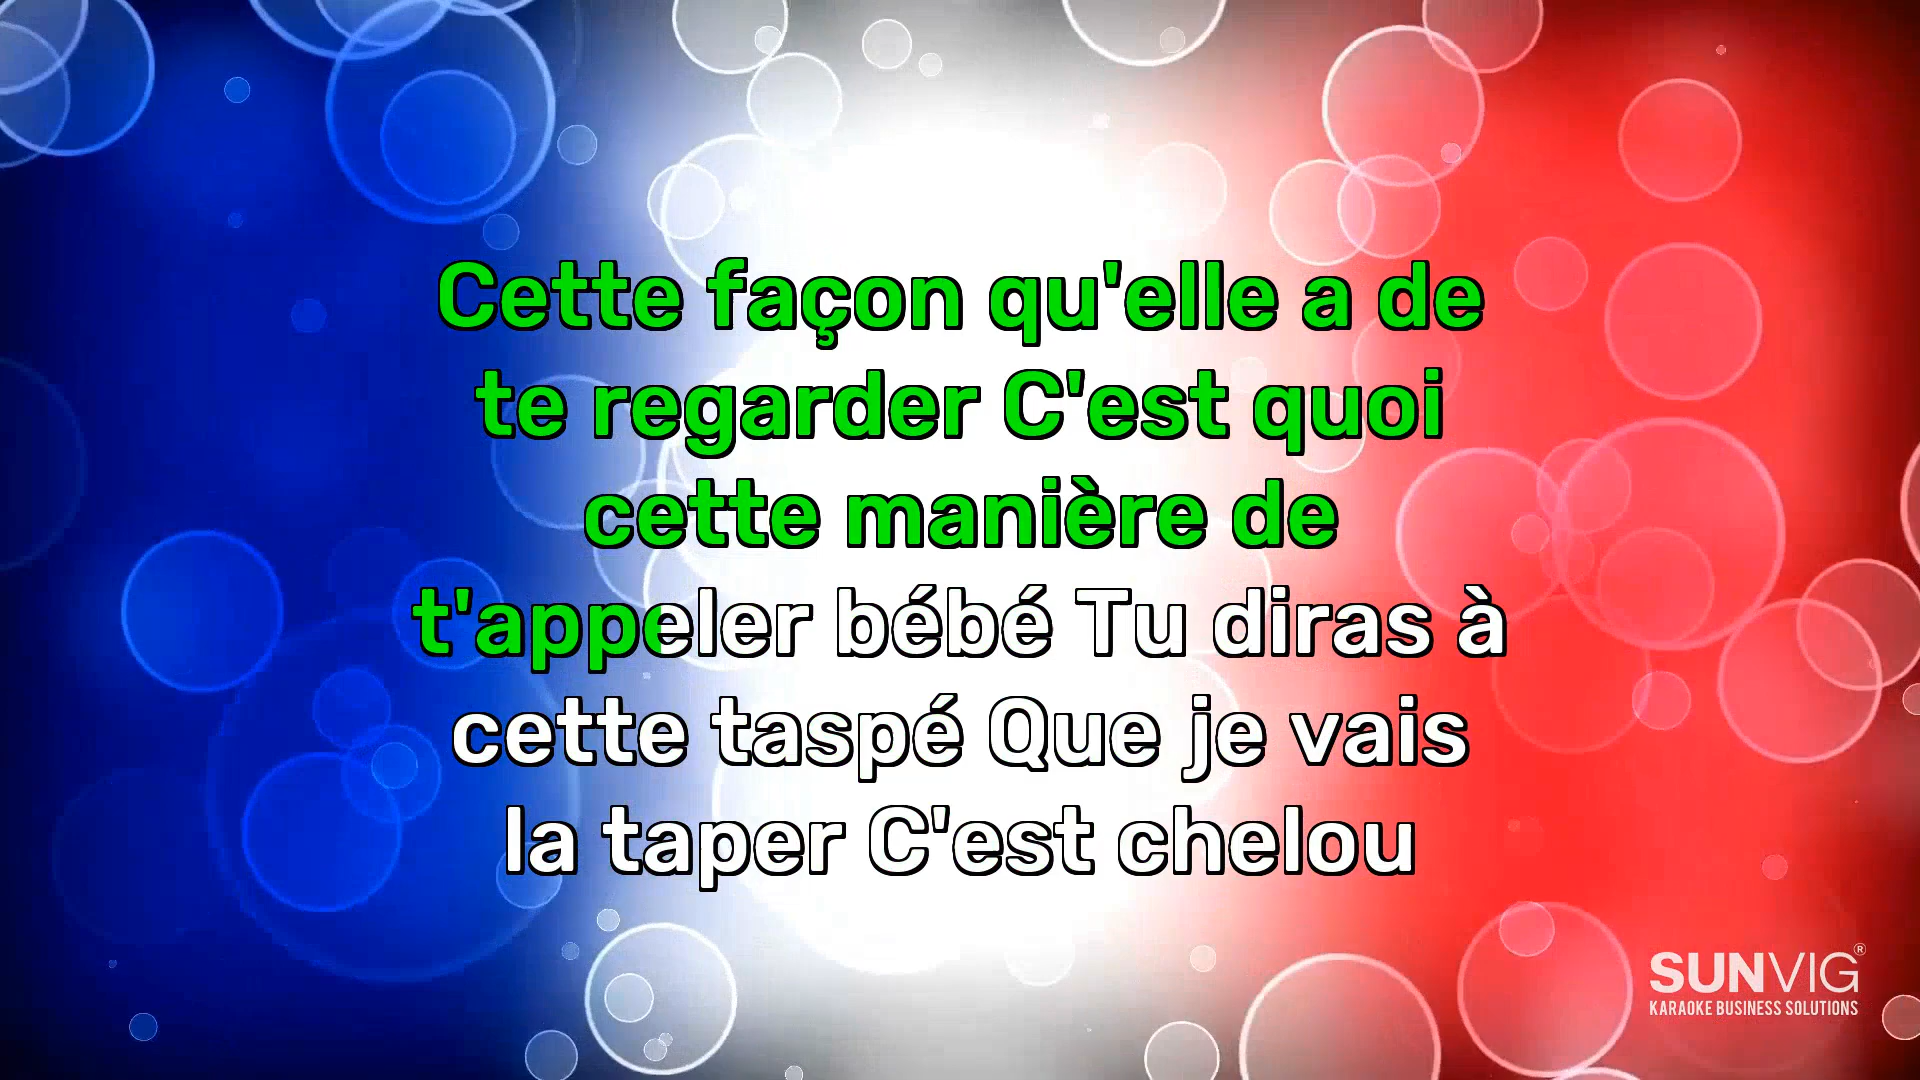 Cette façon qu'elle a de
te regarder C'est quoi
cette manière de
t'appeler bébé Tu diras à
cette taspé Que je vais
la taper C'est chelou
SUNVIG®
KARAOKE BUSINESS SOLUTIONS